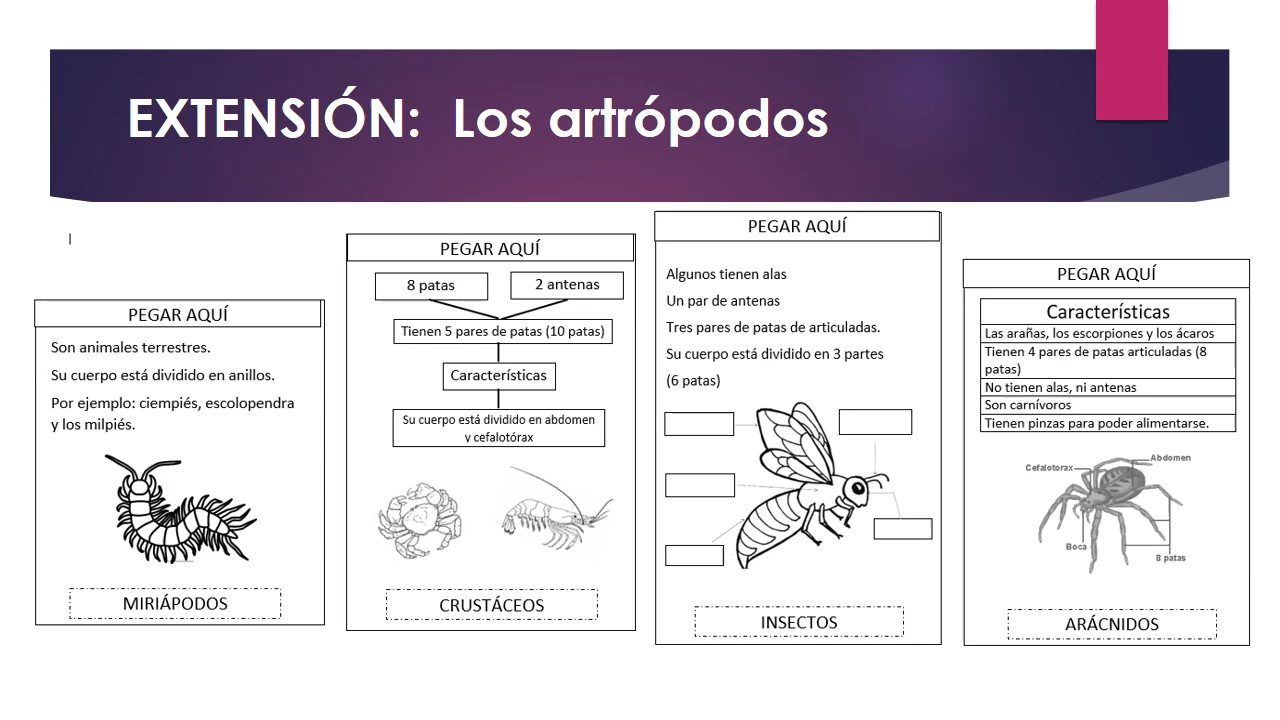 EXTENSIÓN:  Los artrópodos
PEGAR AQUÍ
Son animales terrestres.
Su cuerpo está dividido en anillos.
Por ejemplo: ciempiés, escolopendra
y los milpiés.
MIRIÁPODOS
PEGAR AQUÍ
8 patas
2 antenas
Tienen 5 pares de patas (10 patas)
Características
Su cuerpo está dividido en abdomen
y cefalotórax
CRUSTÁCEOS
PEGAR AQUÍ
Algunos tienen alas
Un par de antenas
Tres pares de patas de articuladas.
Su cuerpo está dividido en 3 partes
(6 patas)
INSECTOS
PEGAR AQUÍ
Características
Las arañas, los escorpiones y los ácaros
Tienen 4 pares de patas articuladas (8
patas)
No tienen alas, ni antenas
Son carnívoros
Tienen pinzas para poder alimentarse.
Abdomen
Cefalotorax
Boca
8 patas
ARÁCNIDOS